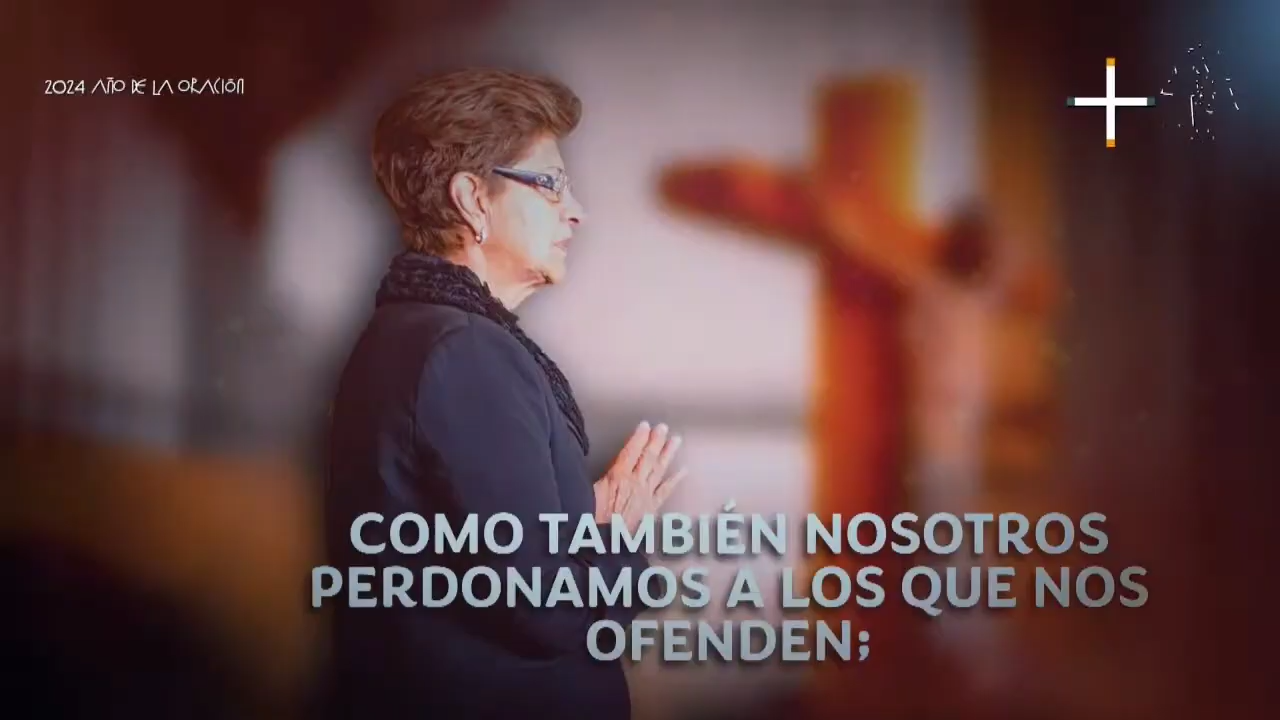 2024 AÑO DE LA ORACIÓN
COMO TAMBIÉN NOSOTROS
PERDONAMOS A LOS QUE NOS
OFENDEN;